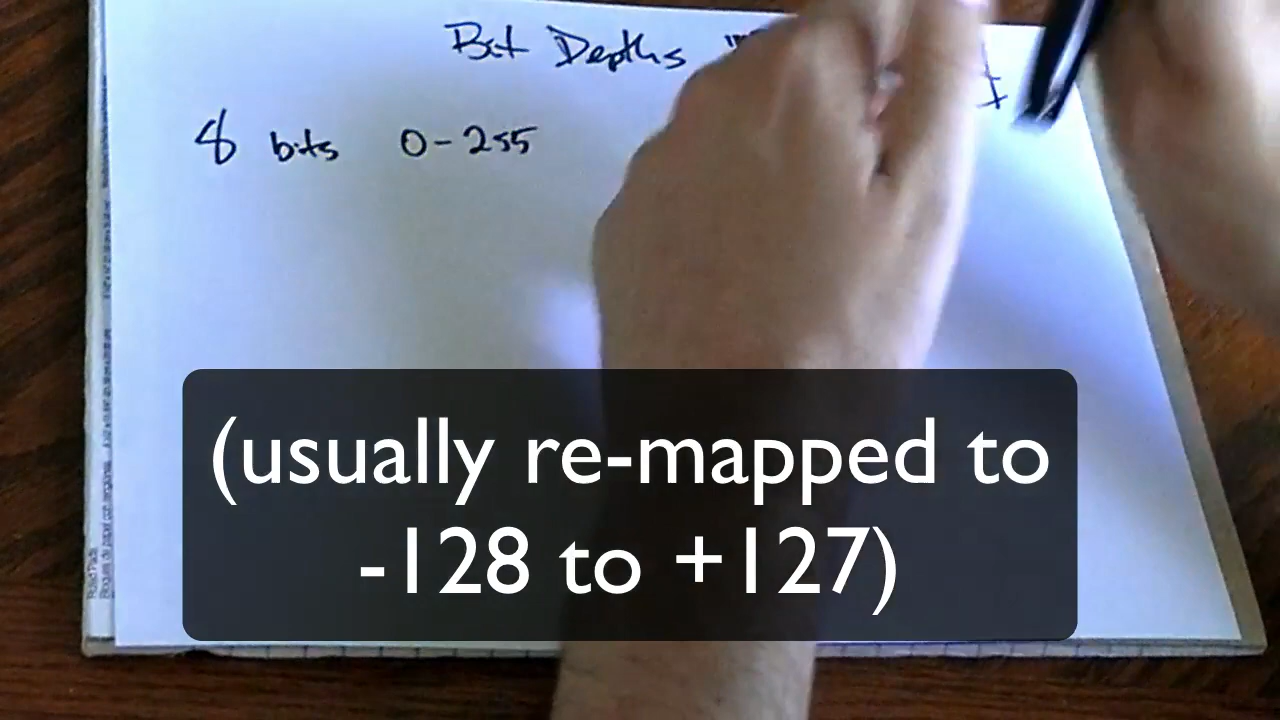 Bit Depths
8 bits 0-255
(usually re-mapped to
-128 to +127)